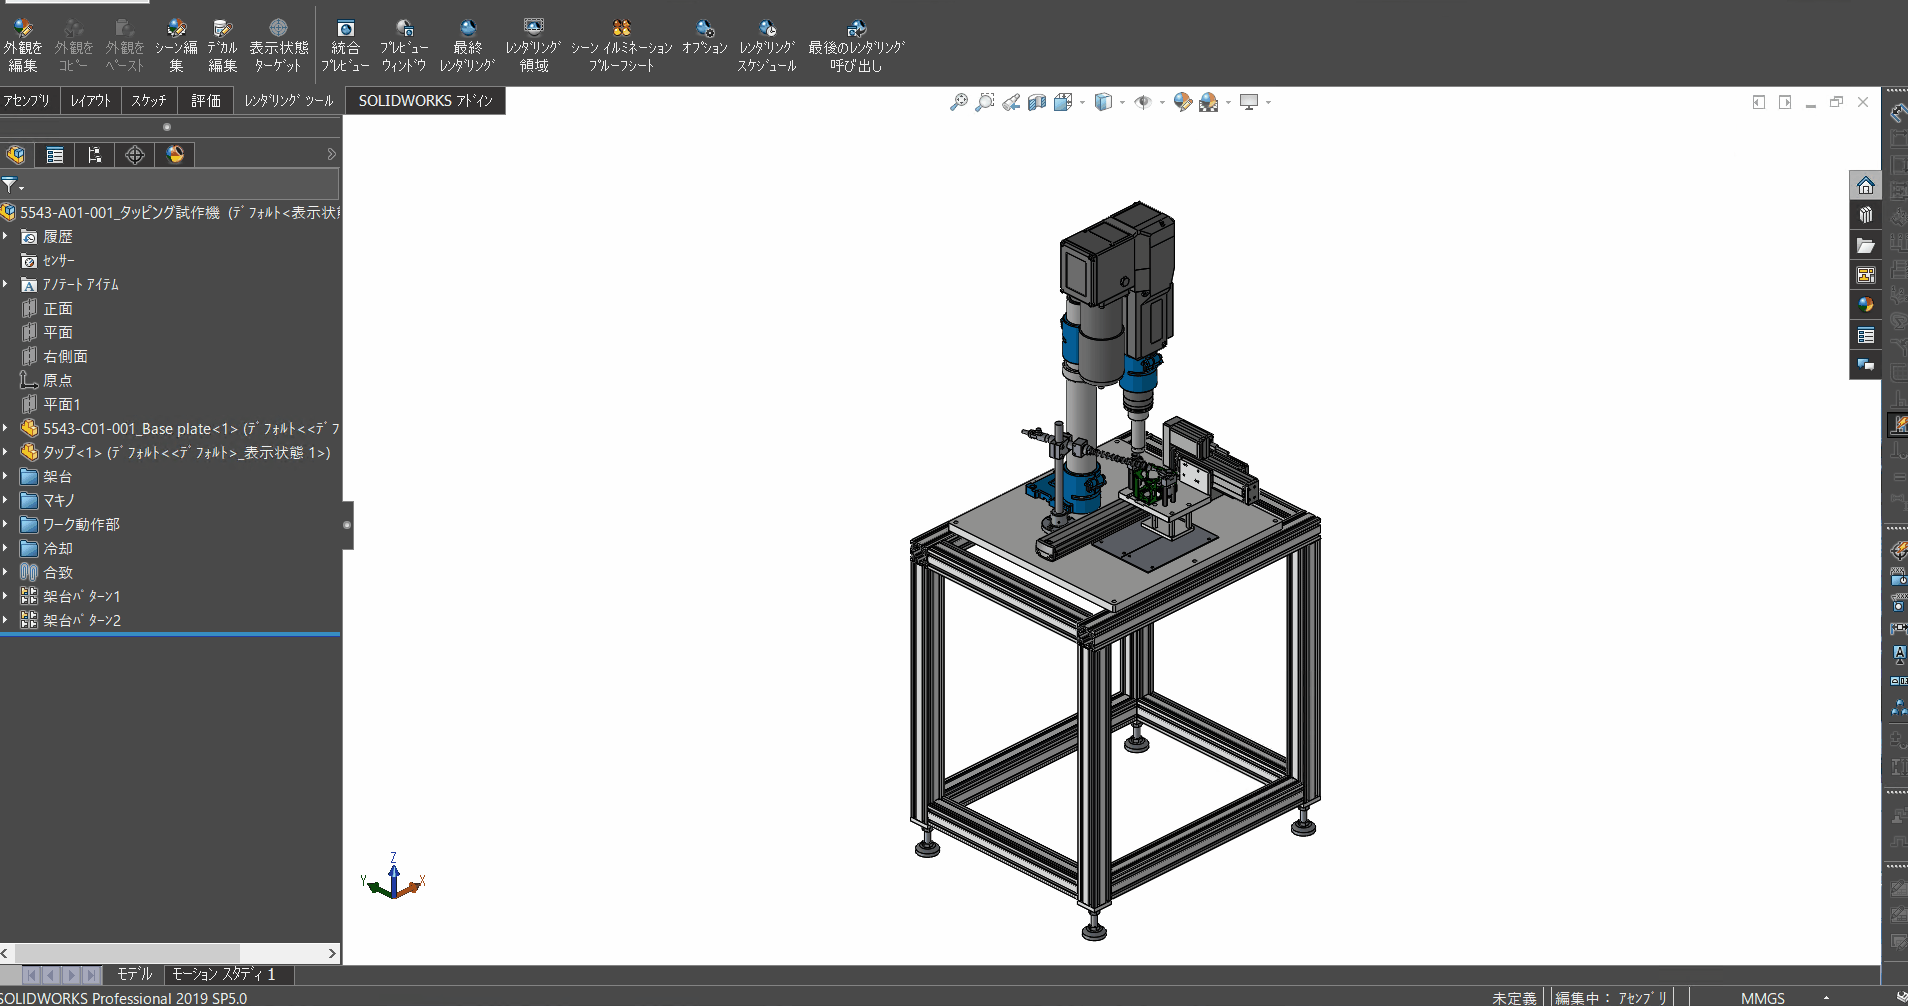 外観を
編集
外観を
コピー
外観を
ペースト
シーン編
集
デカル
編集
表示状態
ターゲット
統合
プレビュー
プレビュー
ウィンドウ
最終
レンダリング
レンダリング
領域
シーン イルミネーション
プルーフシート
オプション
レンダリング
スケジュール
最後のレンダリング
呼び出し
アセンブリ
レイアウト
スケッチ
評価
レンダリング ツール
SOLIDWORKS アドイン
5543-A01-001_タッピング試作機 (デフォルト<表示状
履歴
センサー
アノテート アイテム
正面
平面
右側面
原点
平面1
5543-C01-001_Base plate<1> (デフォルト<<デフ
タップ<1> (デフォルト<<デフォルト>_表示状態 1>)
架台
マキノ
ワーク動作部
冷却
合致
架台パターン1
架台パターン2
Z
Y
X
モデル
モーション スタディ 1
SOLIDWORKS Professional 2019 SP5.0
未定義
編集中: アセンブリ
MMGS